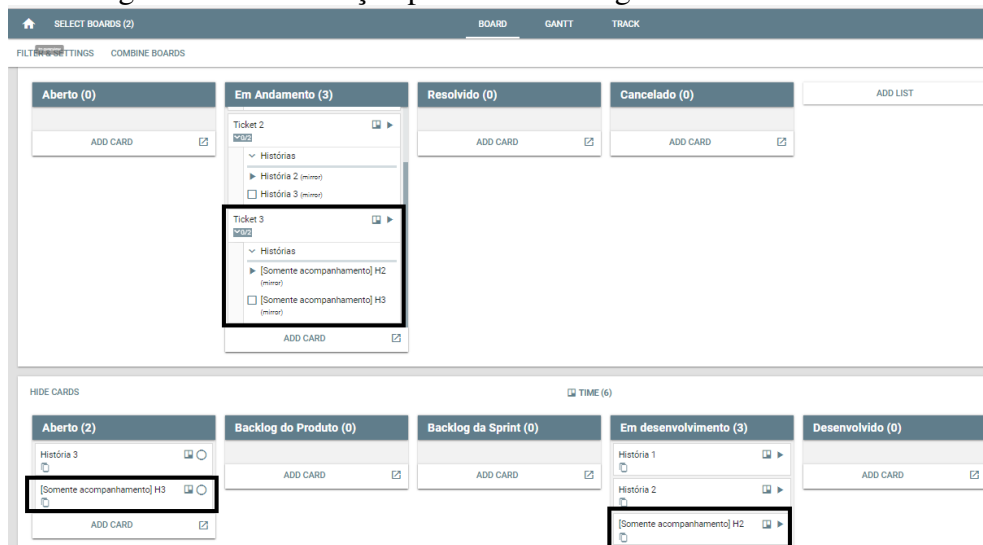 SELECT BOARDS (2) BOARD GANTT TRACK
FILTER & SETTINGS COMBINE BOARDS
Aberto (0) Em Andamento (3) Resolvido (0) Cancelado (0) ADD LIST
Ticket 2
0/2
ADD CARD ADD CARD ADD CARD
Histórias
História 2 (mirror)
História 3 (mirror)
Ticket 3
0/2
Histórias
[Somente acompanhamento] H2
(mirror)
[Somente acompanhamento] H3
(mirror)
ADD CARD
HIDE CARDS TIME (6)
Aberto (2) Backlog do Produto (0) Backlog da Sprint (0) Em desenvolvimento (3) Desenvolvido (0)
História 3 História 1
ADD CARD ADD CARD ADD CARD
[Somente acompanhamento] H3 História 2
ADD CARD [Somente acompanhamento] H2